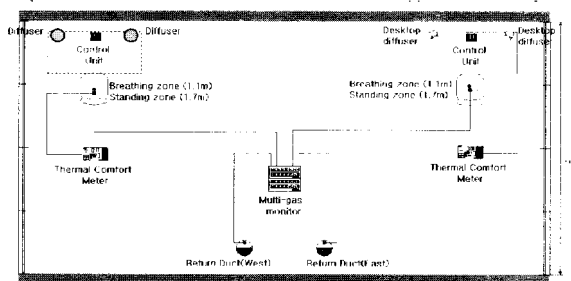 Diffuser
Diffuser
Control
Unit
Breathing zone (1.1m)
Standing zone (1.7m)
Thermal Comfort
Meter
Multi-gas
monitor
Return Duct(West)
Return Duct(East)
Desktop
diffuser
Control
Unit
Desktop
diffuser
Breathing zone (1.1m)
Standing zone (1.7m)
Thermal Comfort
Meter